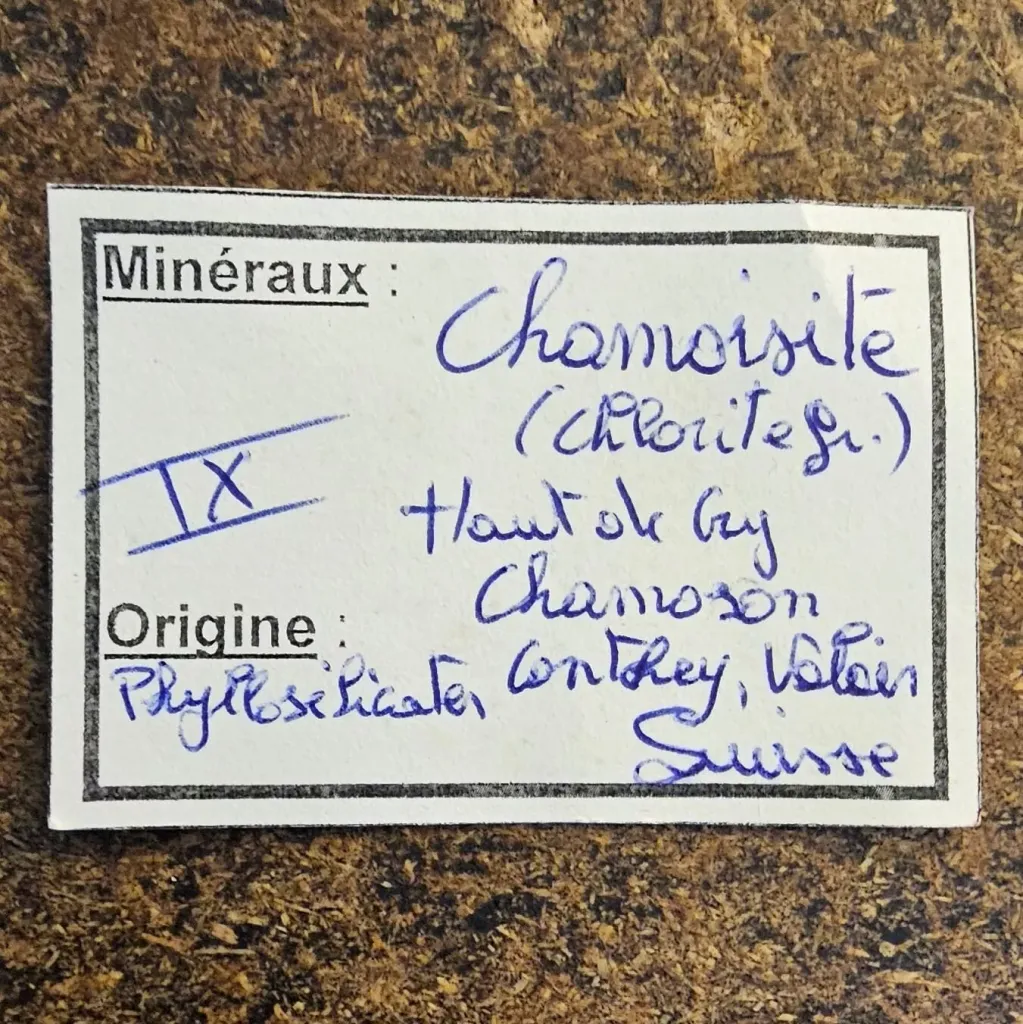 Minéraux :
Chamoisite
(Chlorite gr.)
IX
Haut de Cry
Chamoson
Origine :
Phyllosilicates Conthey, Valais
Suisse